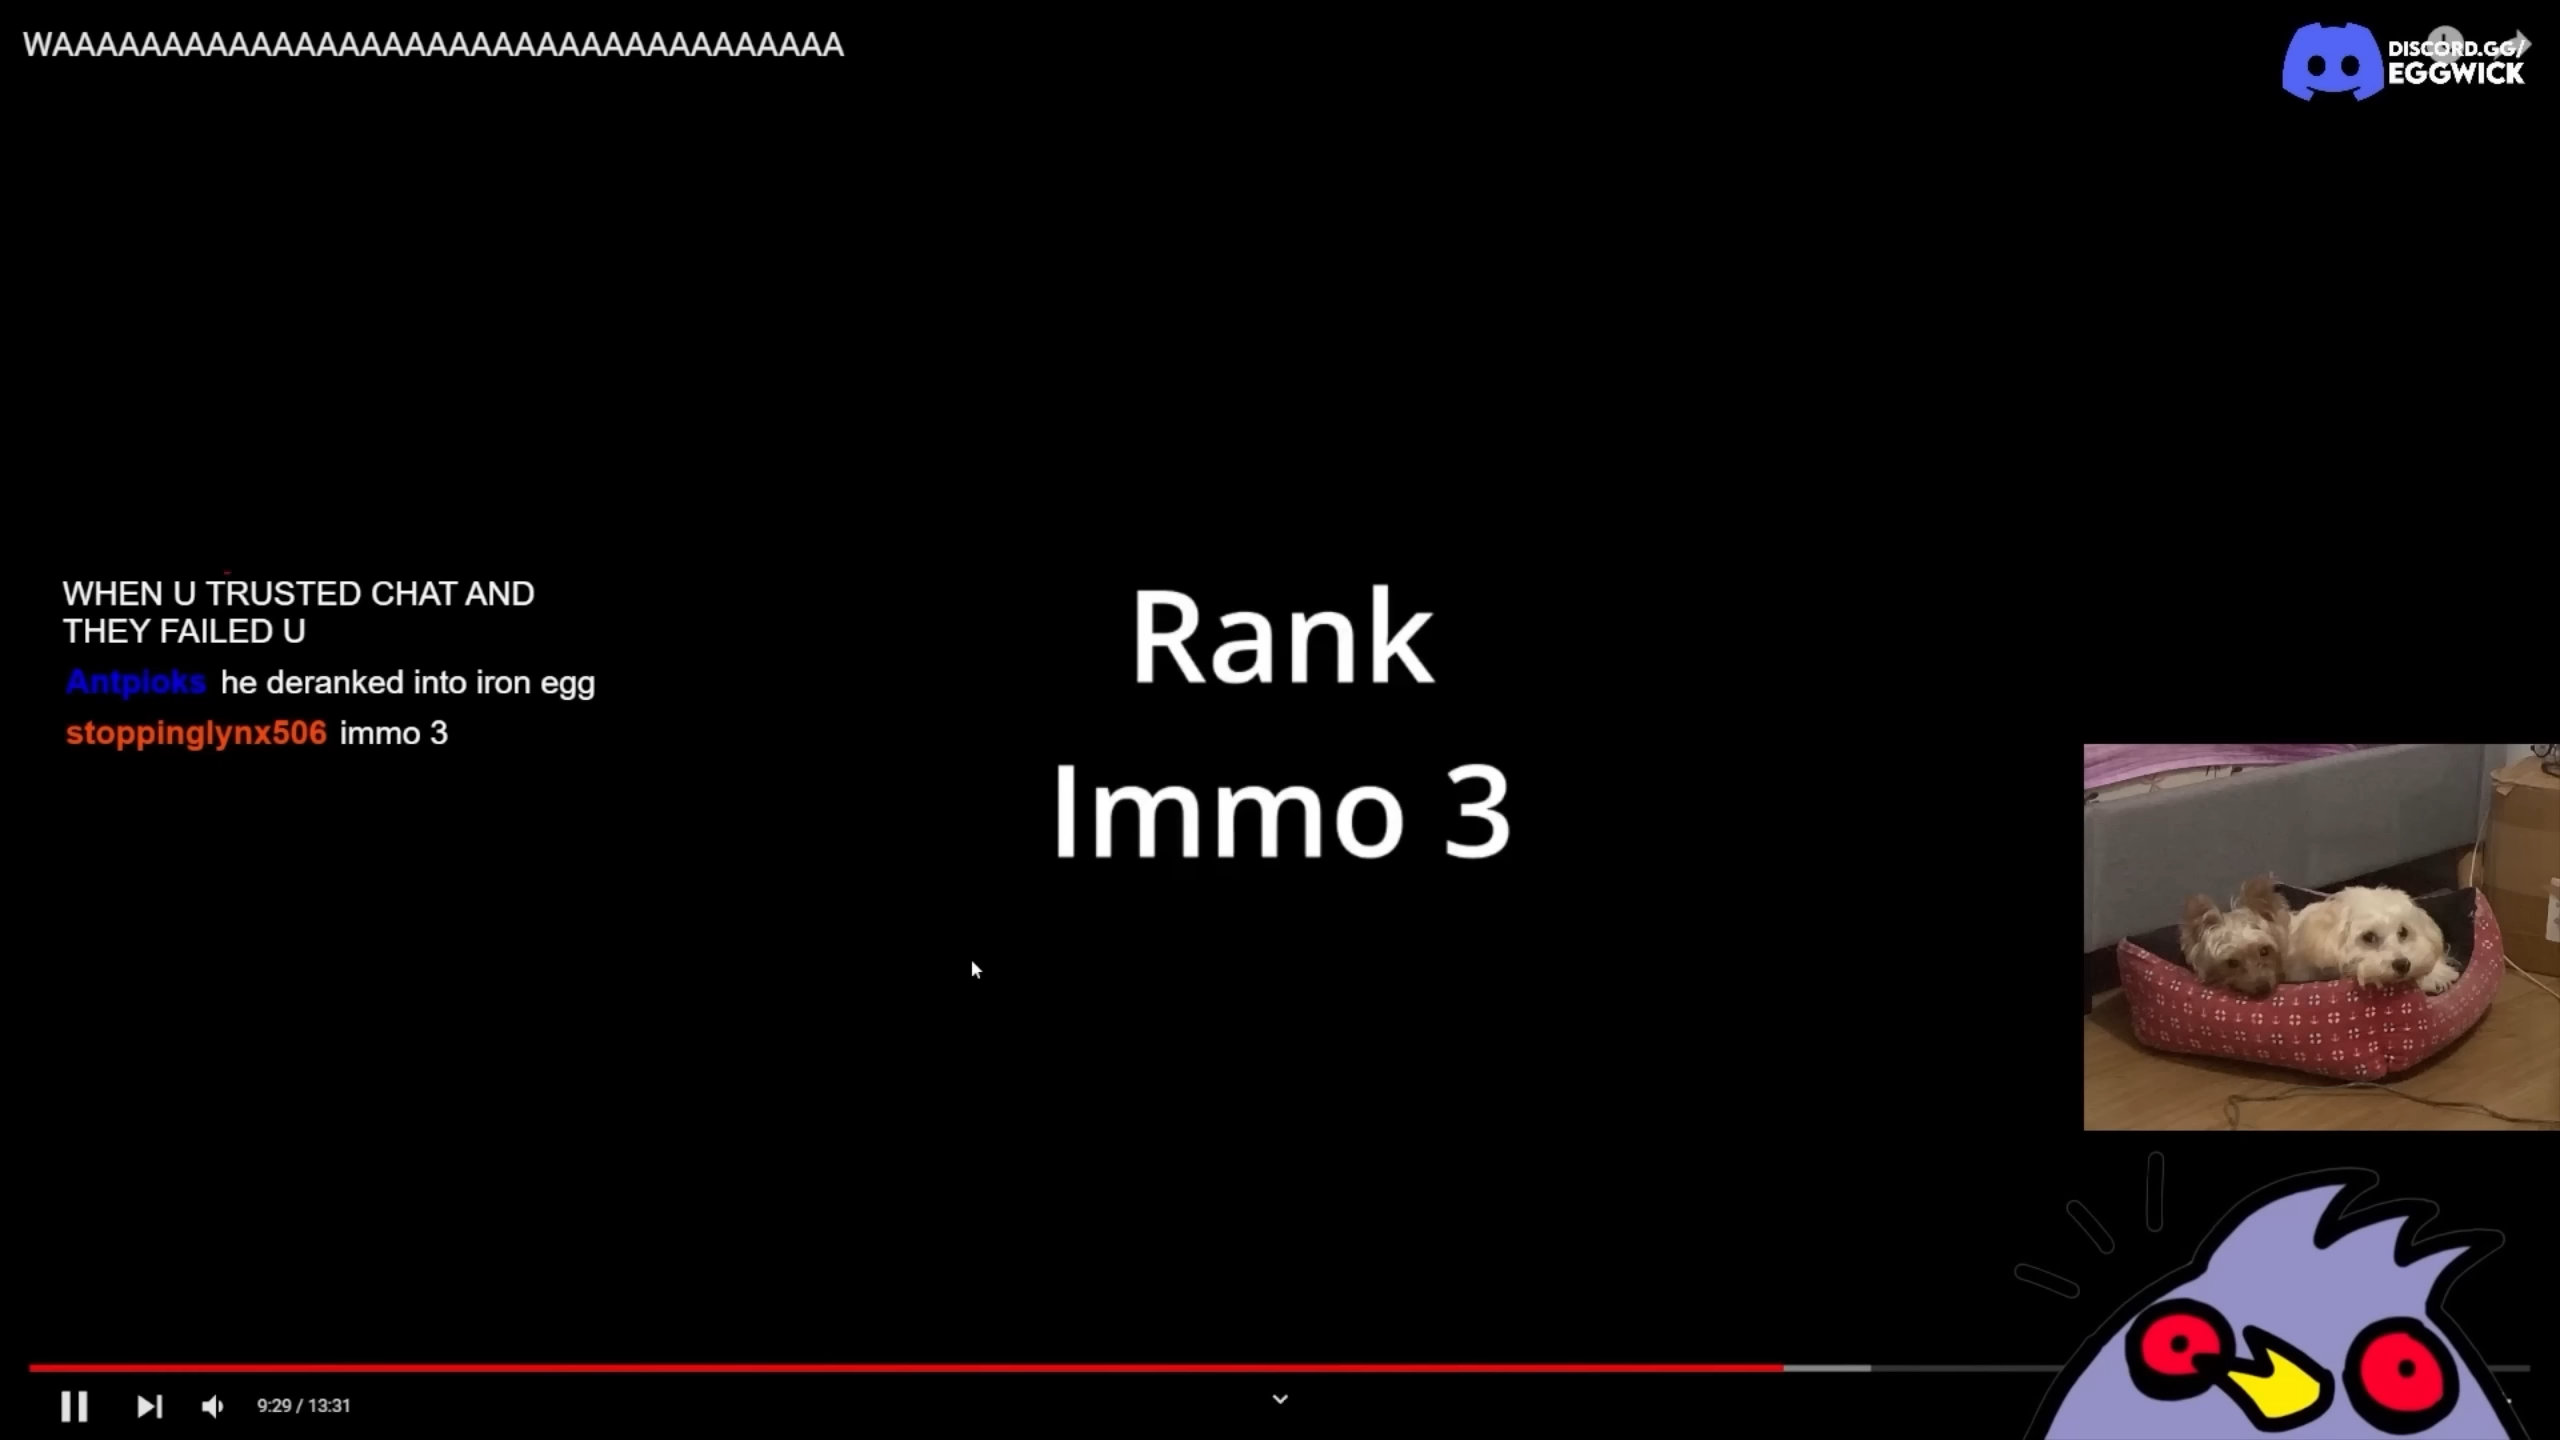 WAAAAAAAAAAAAAAAAAAAAAAAAAAAAAAAAAAAA
DISCORD.GG/
EGGWICK
WHEN U TRUSTED CHAT AND
THEY FAILED U
Antpioks he deranked into iron egg
stoppinglynx506 immo 3
Rank
Immo 3
9:29 / 13:31